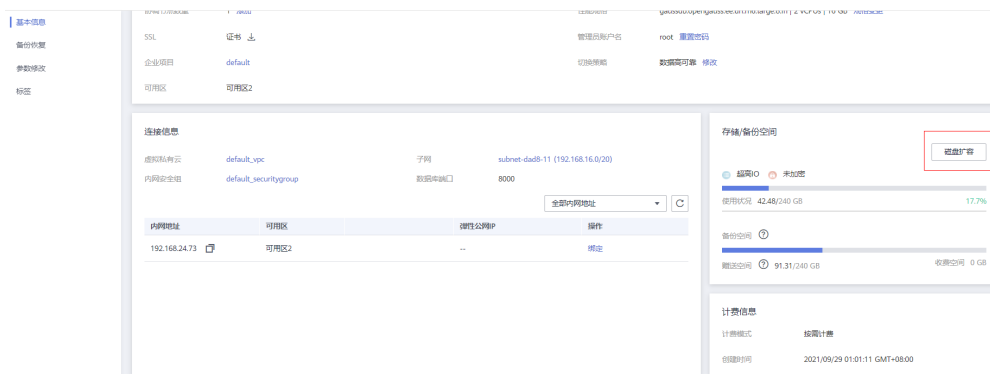 基本信息
备份恢复
参数修改
标签
SSL 证书
管理员账户名 root 重置密码
企业项目 default
切换策略 数据高可靠 修改
可用区 可用区2
连接信息
虚拟私有云 default_vpc
子网 subnet-dad8-11 (192.168.16.0/20)
内网安全组 default_securitygroup
数据库端口 8000
全部内网地址
内网地址 可用区 弹性公网IP 操作
192.168.24.73 可用区2 -- 绑定
存储/备份空间
磁盘扩容
超高IO 未加密
使用状况 42.48/240 GB 17.7%
备份空间
赠送空间 91.31/240 GB 收费空间 0 GB
计费信息
计费模式 按需计费
创建时间 2021/09/29 01:01:11 GMT+08:00